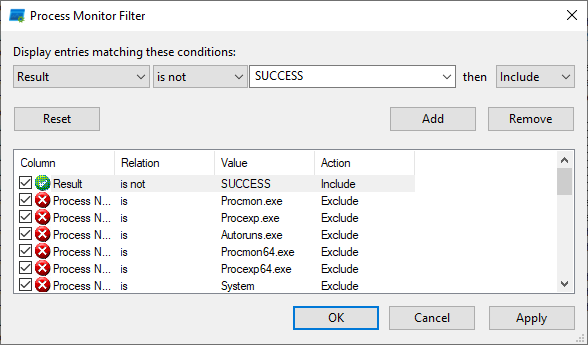 Process Monitor Filter
Display entries matching these conditions:
Result is not SUCCESS then Include
Reset Add Remove
Column Relation Value Action
Result is not SUCCESS Include
Process N... is Procmon.exe Exclude
Process N... is Procexp.exe Exclude
Process N... is Autoruns.exe Exclude
Process N... is Procmon64.exe Exclude
Process N... is Procexp64.exe Exclude
Process N... is System Exclude
OK Cancel Apply